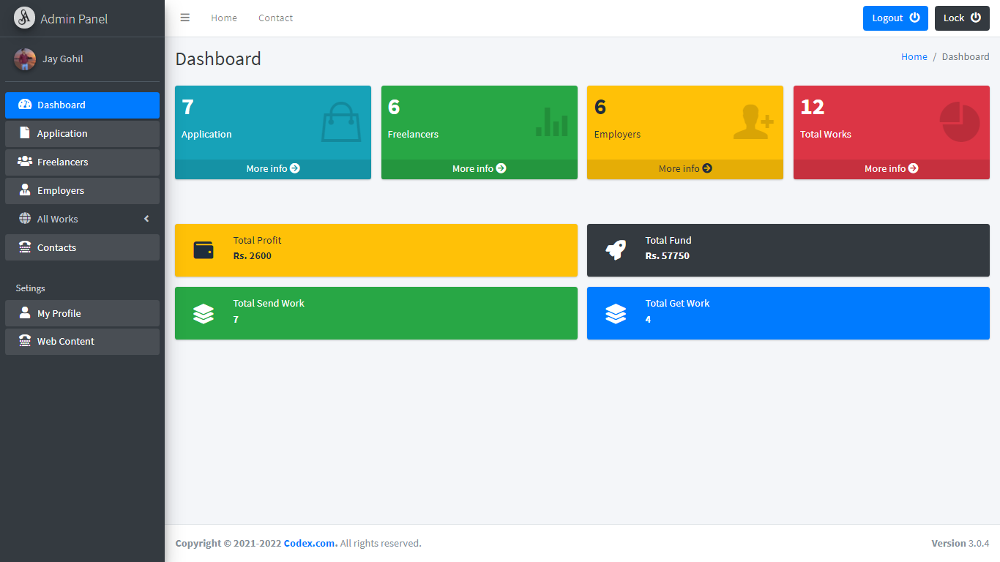 Admin Panel
Home
Contact
Logout
Lock
Jay Gohil
Dashboard
Application
Freelancers
Employers
All Works
Contacts
Setings
My Profile
Web Content
Dashboard
Home / Dashboard
7
Application
More info
6
Freelancers
More info
6
Employers
More info
12
Total Works
More info
Total Profit
Rs. 2600
Total Fund
Rs. 57750
Total Send Work
7
Total Get Work
4
Copyright © 2021-2022 Codex.com. All rights reserved.
Version 3.0.4